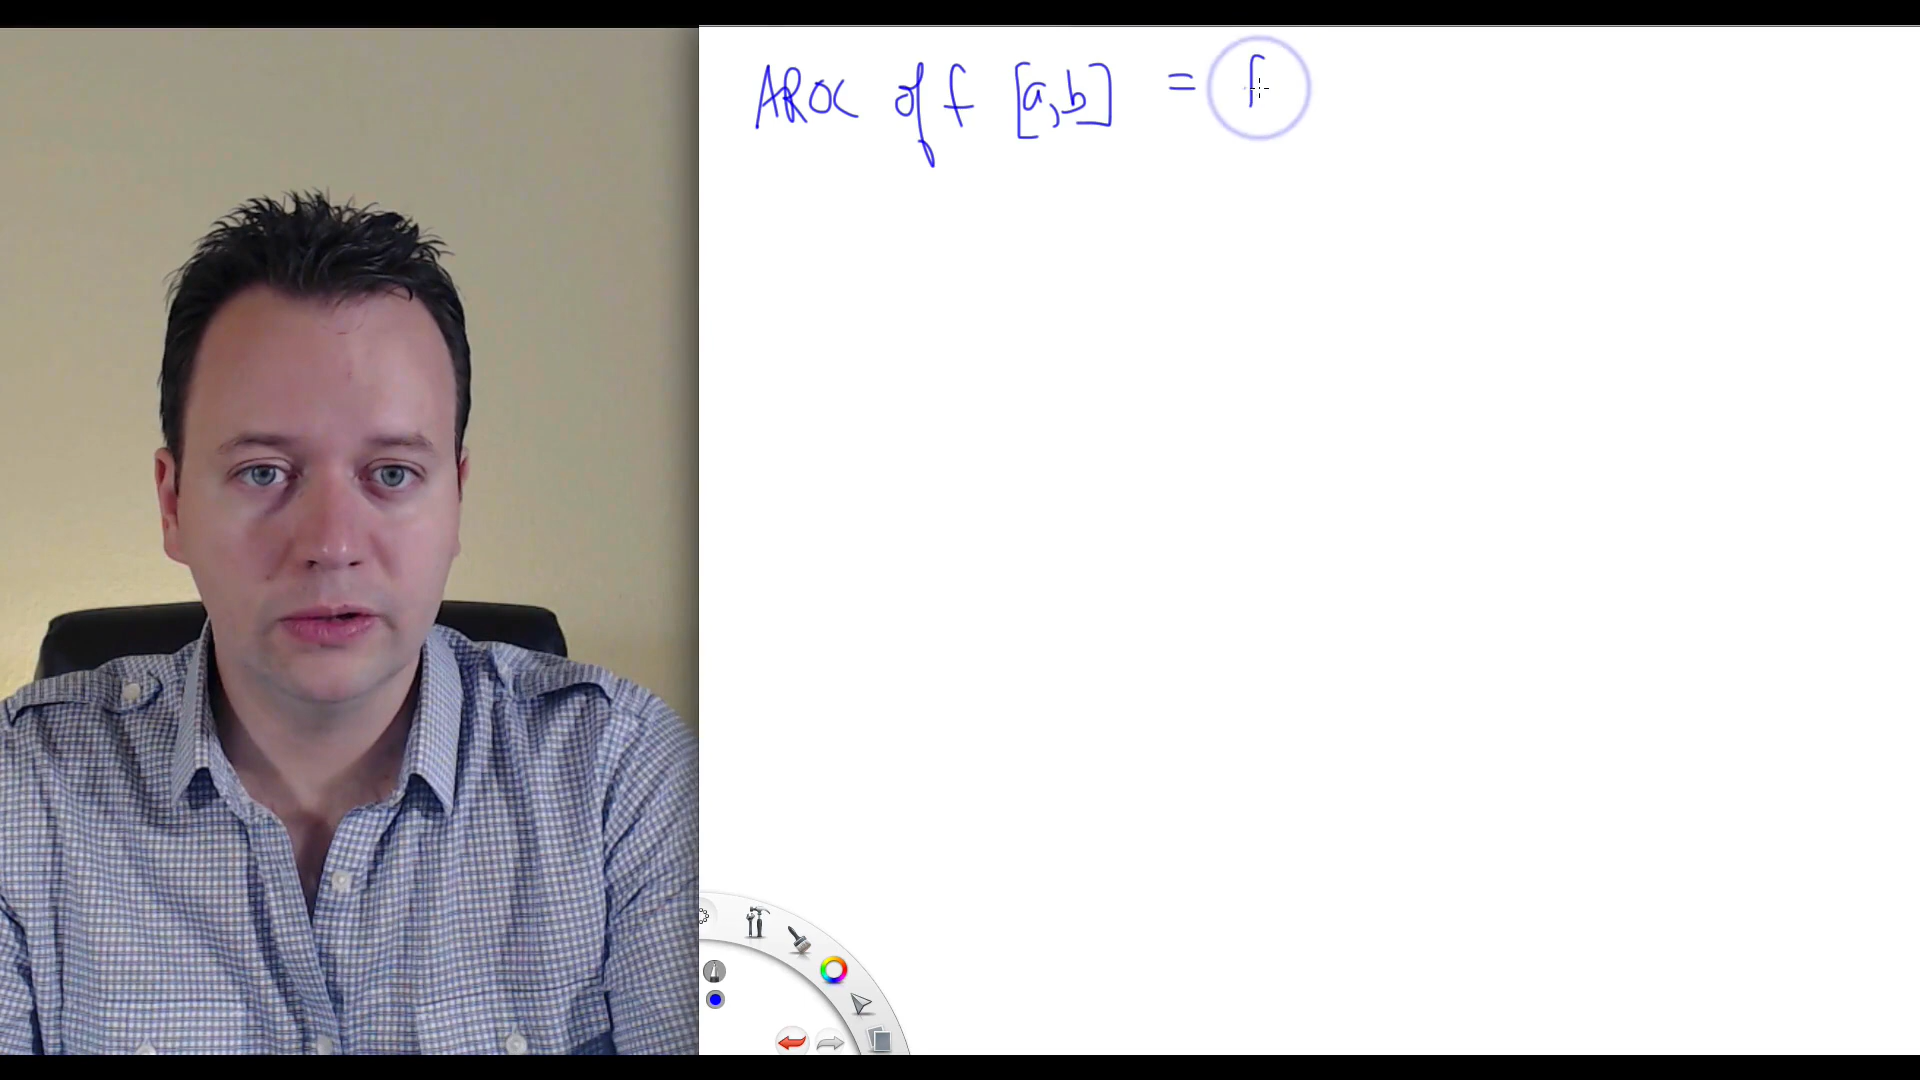 AROC of f [a,b] = f